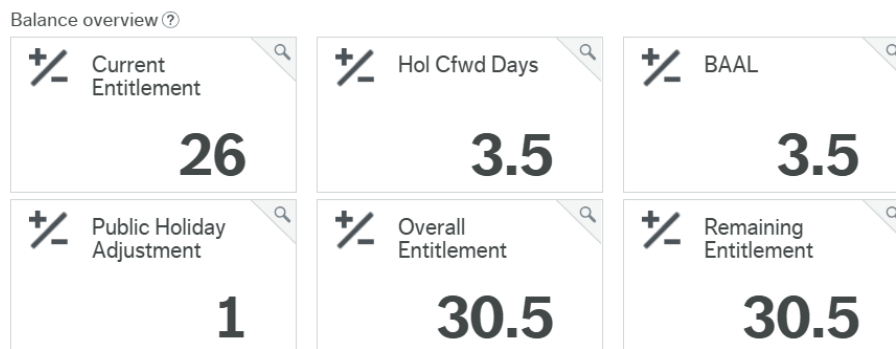 Balance overview ?
Current
Entitlement
26
Hol Cfwd Days
3.5
BAAL
3.5
Public Holiday
Adjustment
1
Overall
Entitlement
30.5
Remaining
Entitlement
30.5